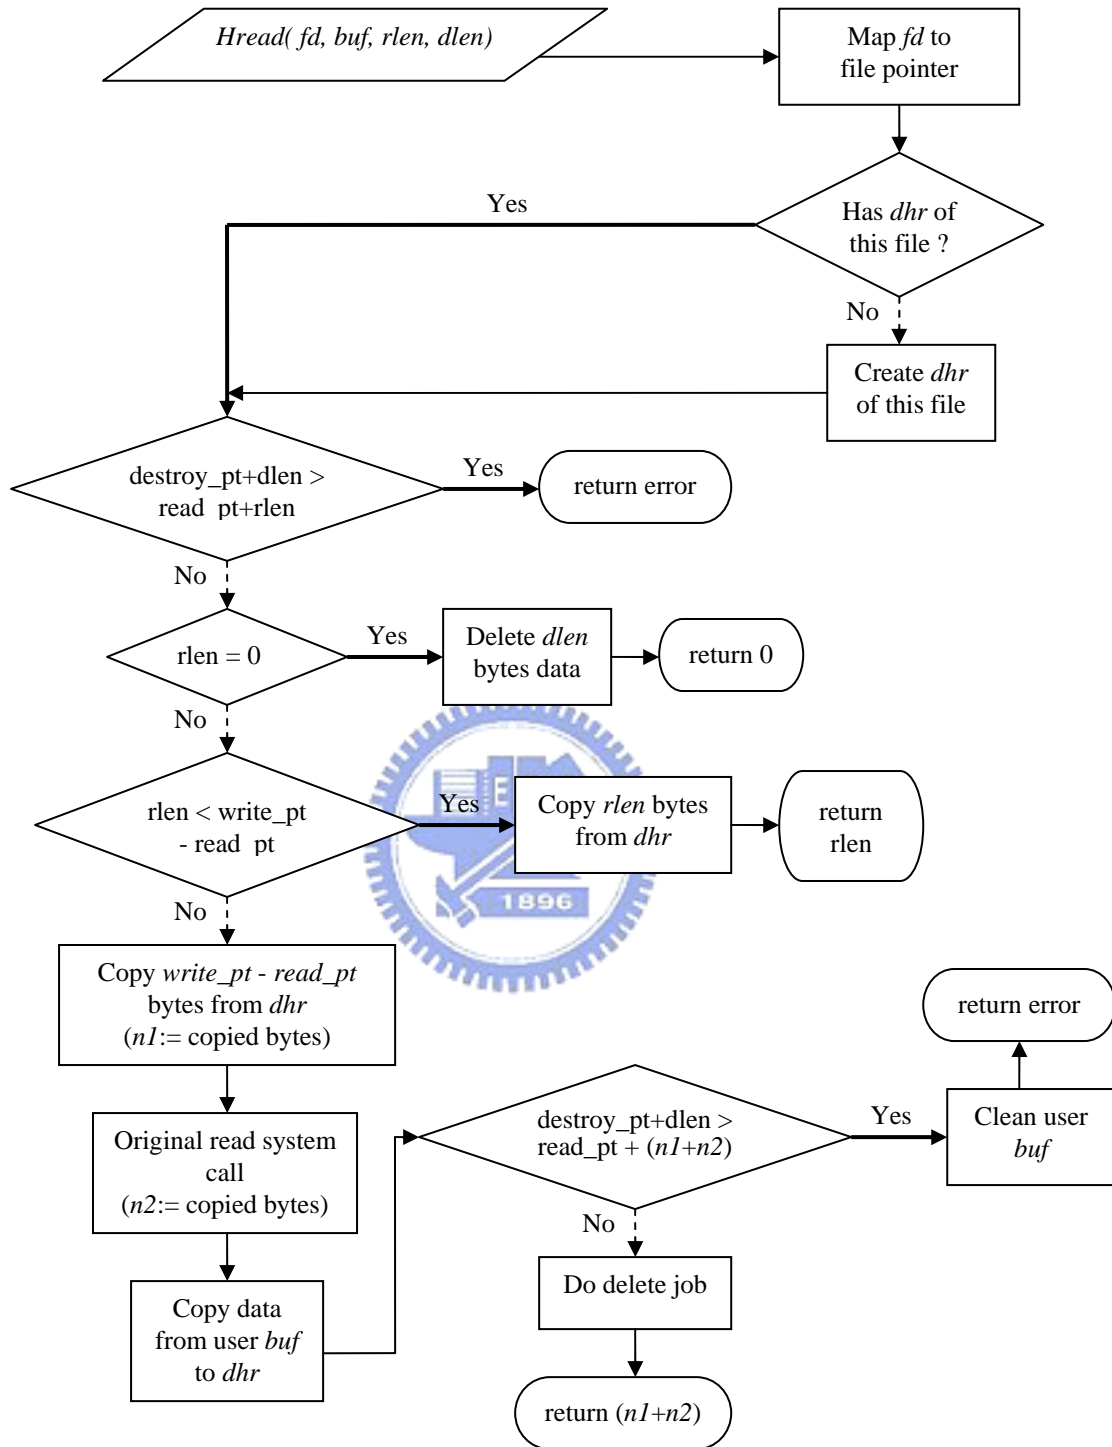 Hread( fd, buf, rlen, dlen)
Map fd to
file pointer
Yes
Has dhr of
this file ?
No
Create dhr
of this file
destroy_pt+dlen >
read_pt+rlen
Yes
return error
No
rlen = 0
Yes
Delete dlen
bytes data
return 0
No
rlen < write_pt
- read_pt
Yes
Copy rlen bytes
from dhr
return
rlen
1896
No
Copy write_pt - read_pt
bytes from dhr
(n1:= copied bytes)
return error
Original read system
call
(n2:= copied bytes)
destroy_pt+dlen >
read_pt + (n1+n2)
Yes
Clean user
buf
No
Copy data
from user buf
to dhr
Do delete job
return (n1+n2)